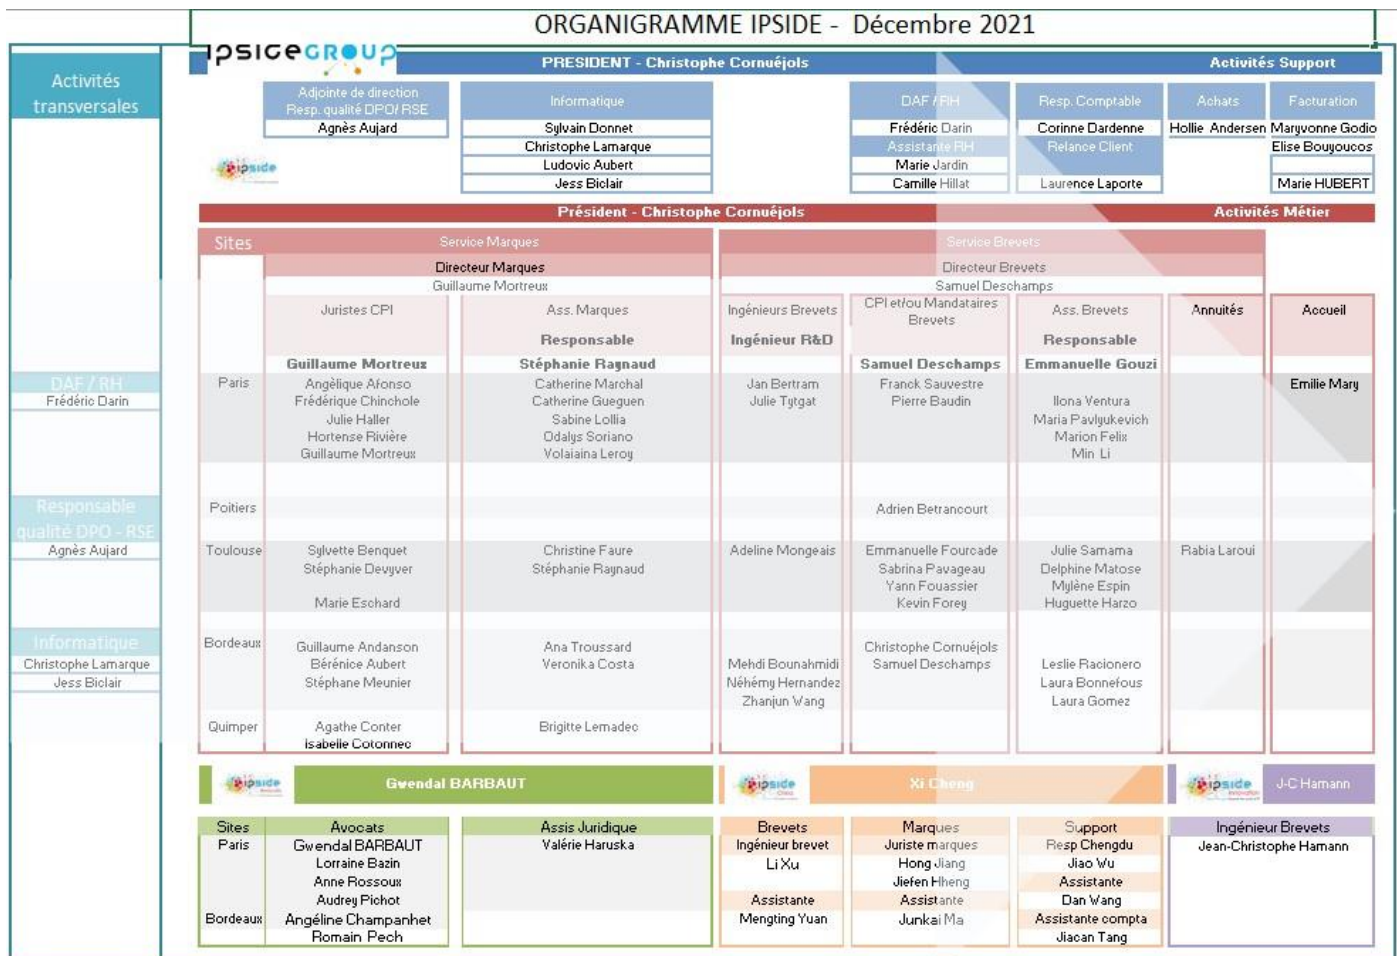 ORGANIGRAMME IPSIDE - Décembre 2021
ipsideGROUP
PRESIDENT - Christophe Cornuéjols Activités Support
Activités
transversales
Adjointe de direction
Resp. qualité DPO/ RSE
Informatique DAF / RH Resp. Comptable Achats Facturation
Agnès Aujard Sylvain Donnet Frédéric Darin Corinne Dardenne Hollie Andersen Maryvonne Godio
Christophe Lamarque Assistante RH Relance Client Elise Bouyoucos
ipside Ludovic Aubert Marie Jardin
Jess Biclair Camille Hillat Laurence Laporte Marie HUBERT
Président - Christophe Cornuéjols Activités Métier
Sites Service Marques Service Brevets
Directeur Marques Directeur Brevets
Guillaume Mortreux Samuel Deschamps
Juristes CPI Ass. Marques Ingénieurs Brevets CPI et/ou Mandataires
Brevets Ass. Brevets Annuités Accueil
Responsable Ingénieur R&D Responsable
Guillaume Mortreux Stéphanie Raynaud Samuel Deschamps Emmanuelle Gouzi
DAF / RH Paris Angèlique Afonso Catherine Marchal Jan Bertram Franck Sauvestre Emilie Mary
Frédéric Darin Frédérique Chinchole Catherine Gueguen Julie Tytgat Pierre Baudin Ilona Ventura
Julie Haller Sabine Lollia Maria Pavlyukevich
Hortense Rivière Odalys Soriano Marion Felix
Guillaume Mortreux Volaiaina Leroy Min Li
Responsable
qualité DPO - RSE
Poitiers Adrien Betrancourt
Agnès Aujard Toulouse Sylvette Benquet Christine Faure Adeline Mongeais Emmanuelle Fourcade Julie Samama Rabia Laroui
Stéphanie Devyver Stéphanie Raynaud Sabrina Pavageau Delphine Matose
Yann Fouassier Mylène Espin
Marie Eschard Kevin Forey Huguette Harzo
Informatique Bordeaux Guillaume Andanson Ana Troussard Christophe Cornuéjols
Christophe Lamarque Bérénice Aubert Veronika Costa Mehdi Bounahmidi Samuel Deschamps Leslie Racionero
Jess Biclair Stéphane Meunier Néhémy Hernandez Laura Bonnefous
Zhanjun Wang Laura Gomez
Quimper Agathe Conter Brigitte Lemadec
Isabelle Cotonnec
ipside Gwendal BARBAUT ipside Xi Cheng ipside J-C Hamann
Sites Avocats Assis Juridique Brevets Marques Support Ingénieur Brevets
Paris Gwendal BARBAUT Valérie Haruska Ingénieur brevet Juriste marques Resp Chengdu Jean-Christophe Hamann
Lorraine Bazin Li Xu Hong Jiang Jiao Wu
Anne Rossoux Jiefen Hheng Assistante
Audrey Pichot Assistante Assistante Dan Wang
Bordeaux Angéline Champanhet Mengting Yuan Junkai Ma Assistante compta
Romain Pech Jiacan Tang